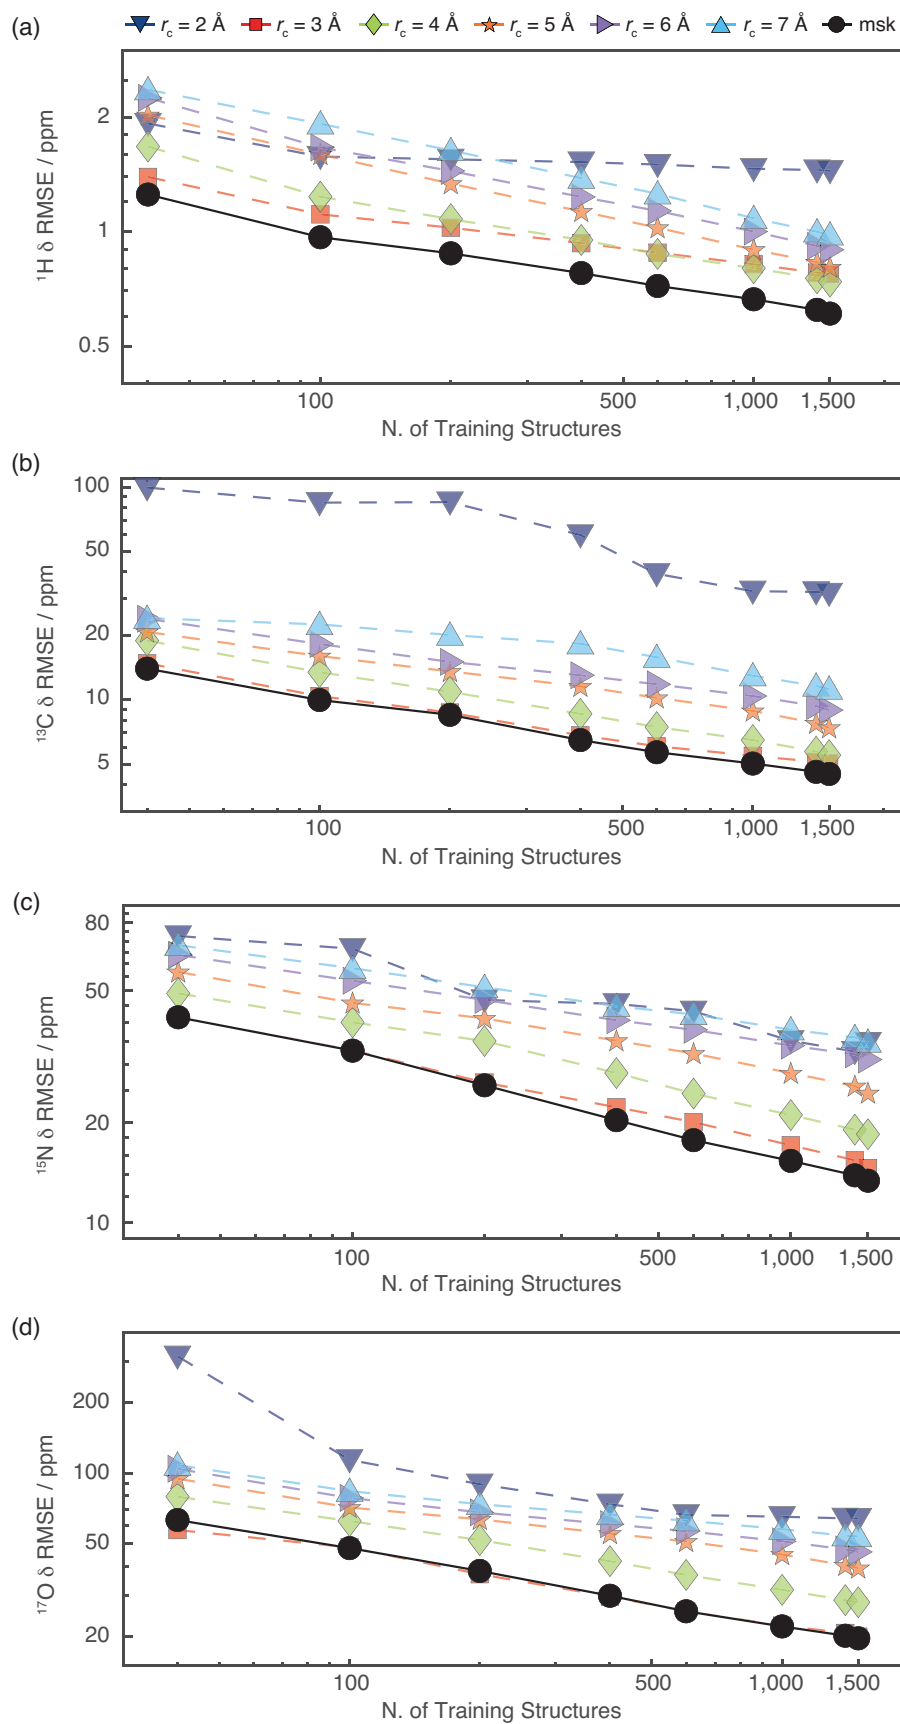 (a) r_c = 2 Å r_c = 3 Å r_c = 4 Å r_c = 5 Å r_c = 6 Å r_c = 7 Å msk
¹H δ RMSE / ppm
2
1
0.5
100 500 1,000 1,500
N. of Training Structures
(b)
¹³C δ RMSE / ppm
100
50
20
10
5
100 500 1,000 1,500
N. of Training Structures
(c)
¹⁵N δ RMSE / ppm
80
50
20
10
100 500 1,000 1,500
N. of Training Structures
(d)
¹⁷O δ RMSE / ppm
200
100
50
20
100 500 1,000 1,500
N. of Training Structures